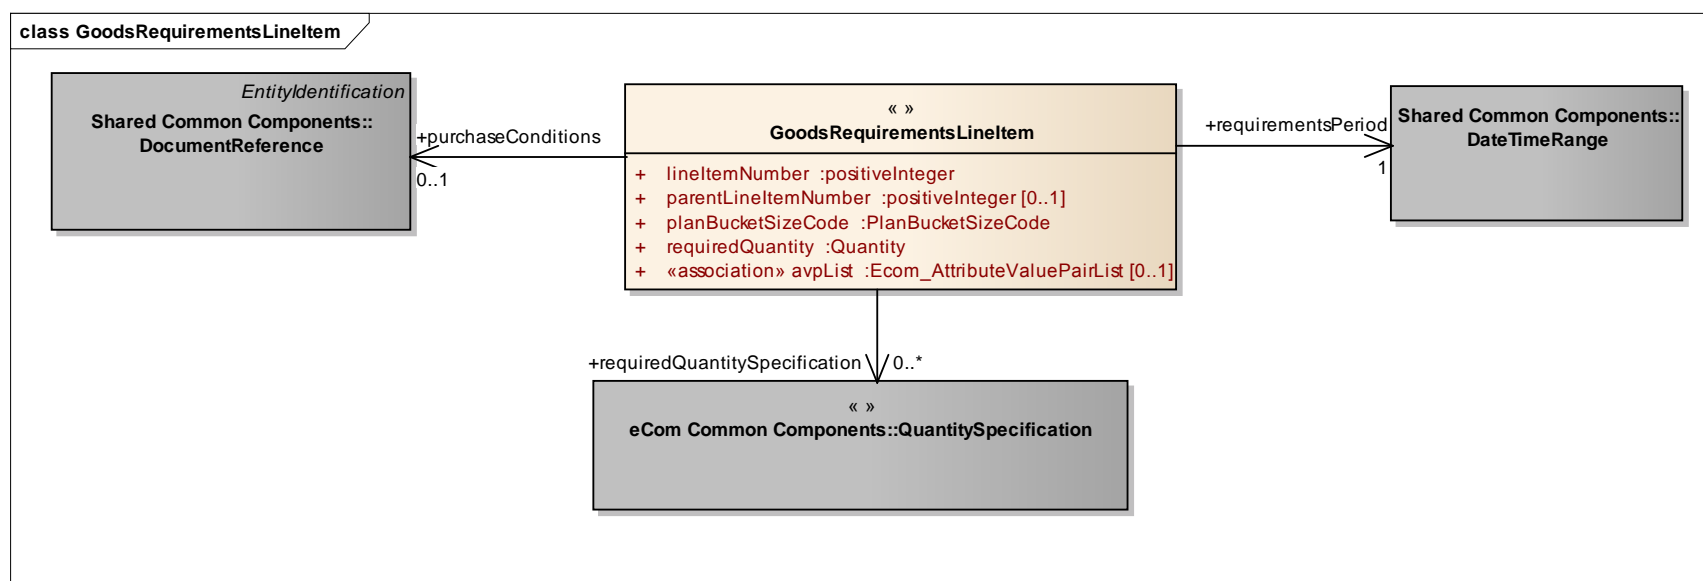 class GoodsRequirementsLineItem
EntityIdentification
Shared Common Components::
DocumentReference
+purchaseConditions
0..1
« »
GoodsRequirementsLineItem
+ lineItemNumber :positiveInteger
+ parentLineItemNumber :positiveInteger [0..1]
+ planBucketSizeCode :PlanBucketSizeCode
+ requiredQuantity :Quantity
+ «association» avpList :Ecom_AttributeValuePairList [0..1]
+requirementsPeriod
1
Shared Common Components::
DateTimeRange
+requiredQuantitySpecification
0..*
« »
eCom Common Components::QuantitySpecification